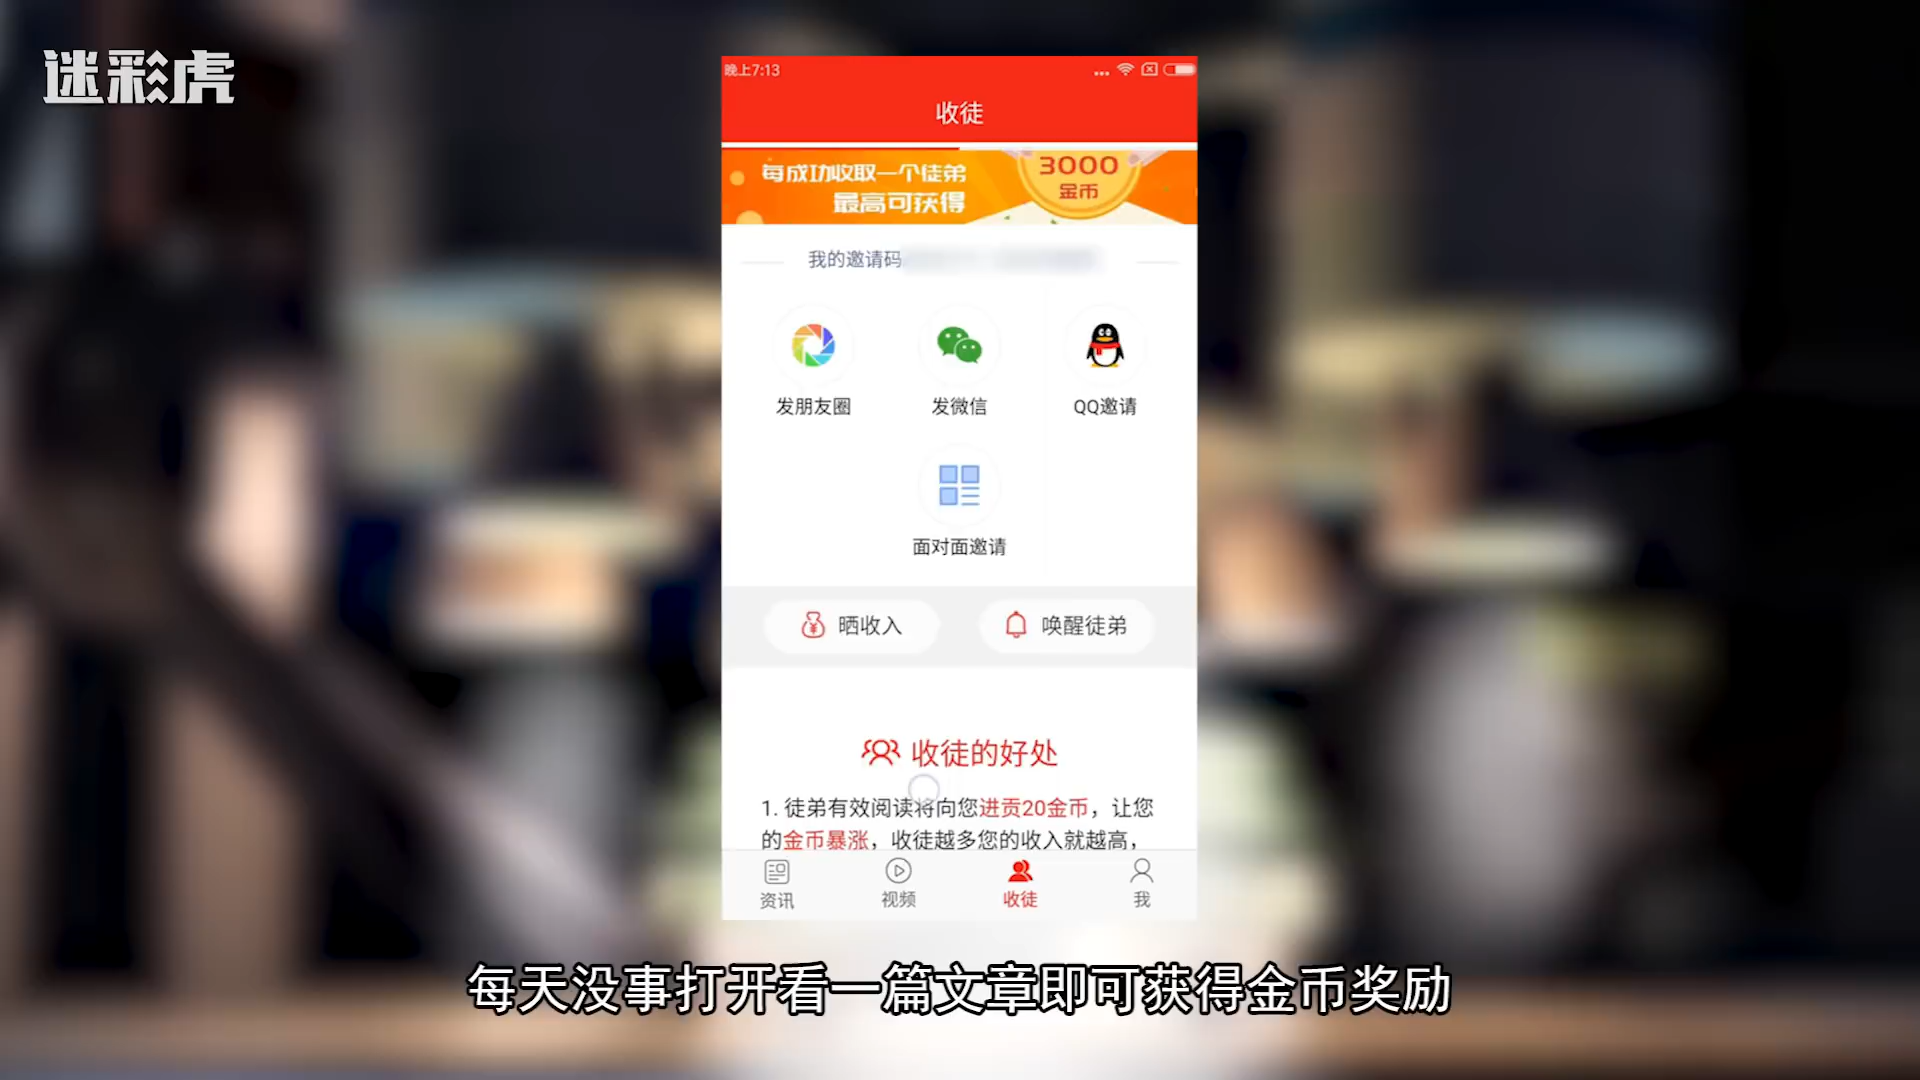 迷彩虎
晚上7:13
收徒
每成功收取一个徒弟
最高可获得
3000
金币
我的邀请码
发朋友圈
发微信
QQ邀请
面对面邀请
晒收入
唤醒徒弟
收徒的好处
1. 徒弟有效阅读将向您进贡20金币，让您
的金币暴涨，收徒越多您的收入就越高，
资讯
视频
收徒
我
每天没事打开看一篇文章即可获得金币奖励